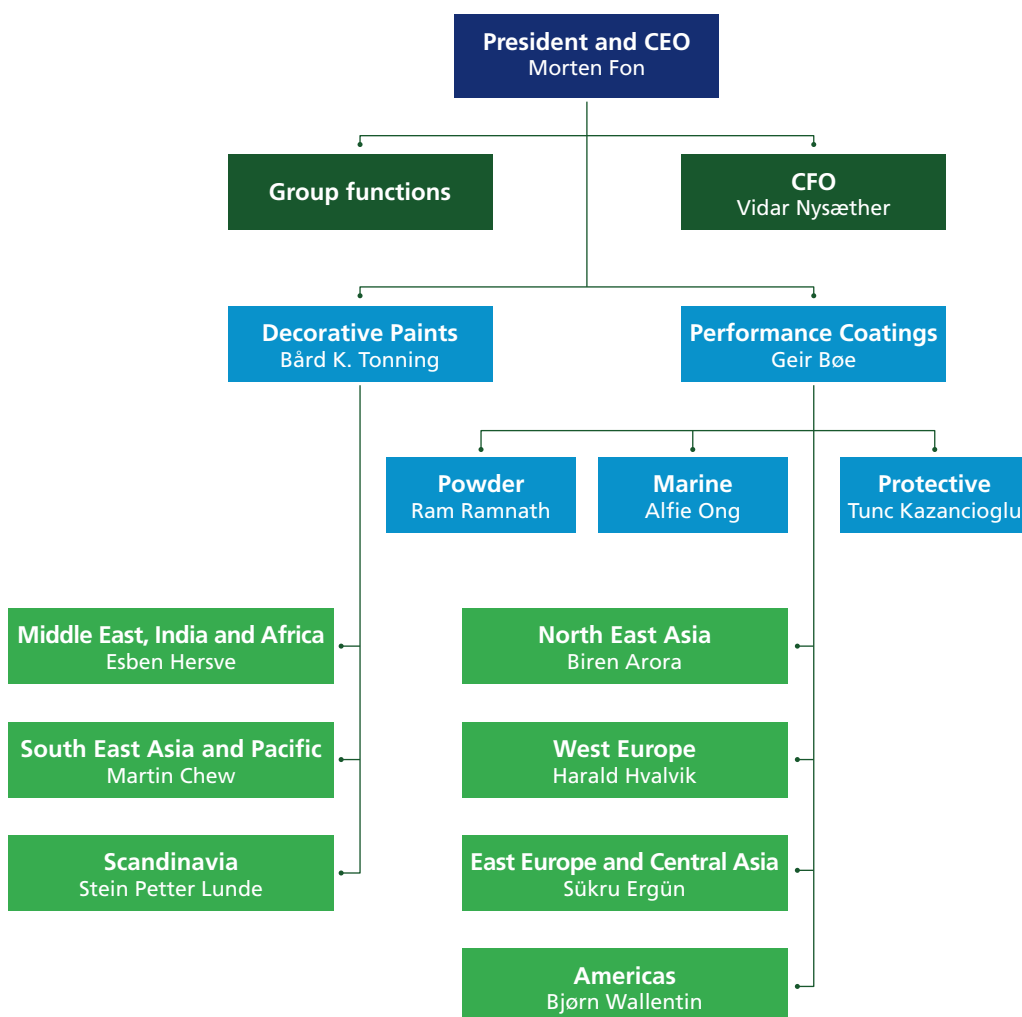 President and CEO
Morten Fon
Group functions
CFO
Vidar Nysæther
Decorative Paints
Bård K. Tonning
Performance Coatings
Geir Bøe
Powder
Ram Ramnath
Marine
Alfie Ong
Protective
Tunc Kazancioglu
Middle East, India and Africa
Esben Hersve
North East Asia
Biren Arora
South East Asia and Pacific
Martin Chew
West Europe
Harald Hvalvik
Scandinavia
Stein Petter Lunde
East Europe and Central Asia
Sükru Ergün
Americas
Bjørn Wallentin